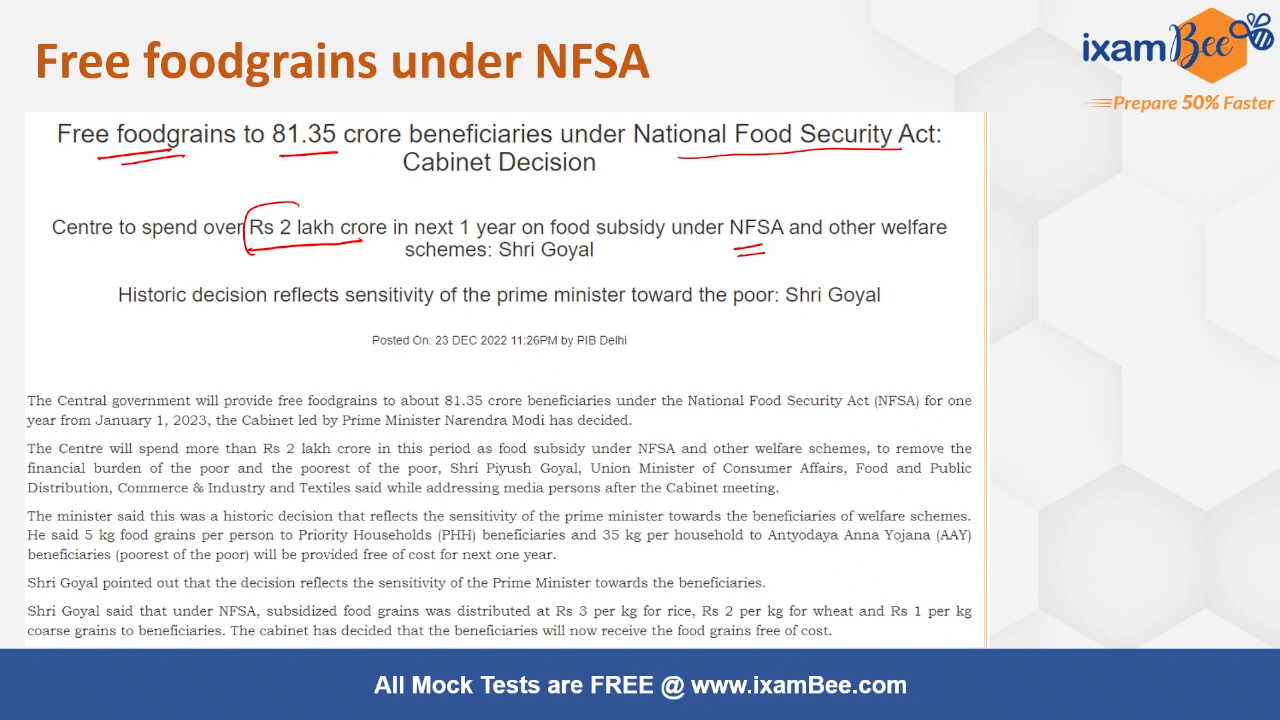 Free foodgrains under NFSA
ixamBee
Prepare 50% Faster
Free foodgrains to 81.35 crore beneficiaries under National Food Security Act:
Cabinet Decision
Centre to spend over Rs 2 lakh crore in next 1 year on food subsidy under NFSA and other welfare
schemes: Shri Goyal
Historic decision reflects sensitivity of the prime minister toward the poor: Shri Goyal
Posted On: 23 DEC 2022 11:26PM by PIB Delhi
The Central government will provide free foodgrains to about 81.35 crore beneficiaries under the National Food Security Act (NFSA) for one
year from January 1, 2023, the Cabinet led by Prime Minister Narendra Modi has decided.
The Centre will spend more than Rs 2 lakh crore in this period as food subsidy under NFSA and other welfare schemes, to remove the
financial burden of the poor and the poorest of the poor, Shri Piyush Goyal, Union Minister of Consumer Affairs, Food and Public
Distribution, Commerce & Industry and Textiles said while addressing media persons after the Cabinet meeting.
The minister said this was a historic decision that reflects the sensitivity of the prime minister towards the beneficiaries of welfare schemes.
He said 5 kg food grains per person to Priority Households (PHH) beneficiaries and 35 kg per household to Antyodaya Anna Yojana (AAY)
beneficiaries (poorest of the poor) will be provided free of cost for next one year.
Shri Goyal pointed out that the decision reflects the sensitivity of the Prime Minister towards the beneficiaries.
Shri Goyal said that under NFSA, subsidized food grains was distributed at Rs 3 per kg for rice, Rs 2 per kg for wheat and Rs 1 per kg
coarse grains to beneficiaries. The cabinet has decided that the beneficiaries will now receive the food grains free of cost.
All Mock Tests are FREE @ www.ixamBee.com